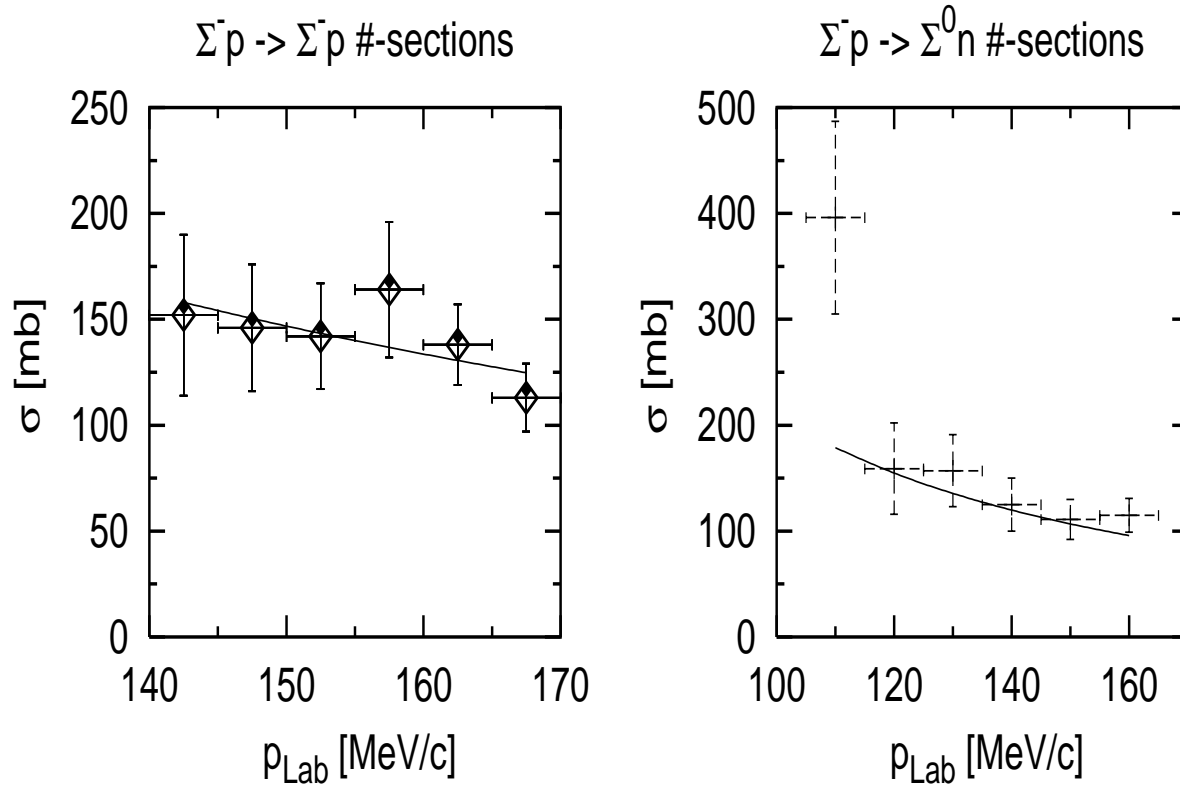 Σ⁻p -> Σ⁻p #-sections
250
200
150
100
50
0
σ [mb]
140 150 160 170
p_Lab [MeV/c]
Σ⁻p -> Σ⁰n #-sections
500
400
300
200
100
0
σ [mb]
100 120 140 160
p_Lab [MeV/c]